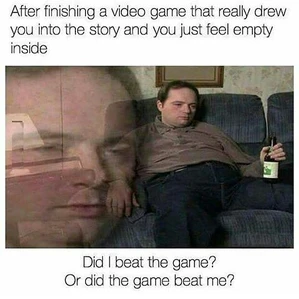 After finishing a video game that really drew
you into the story and you just feel empty
inside
Did I beat the game?
Or did the game beat me?